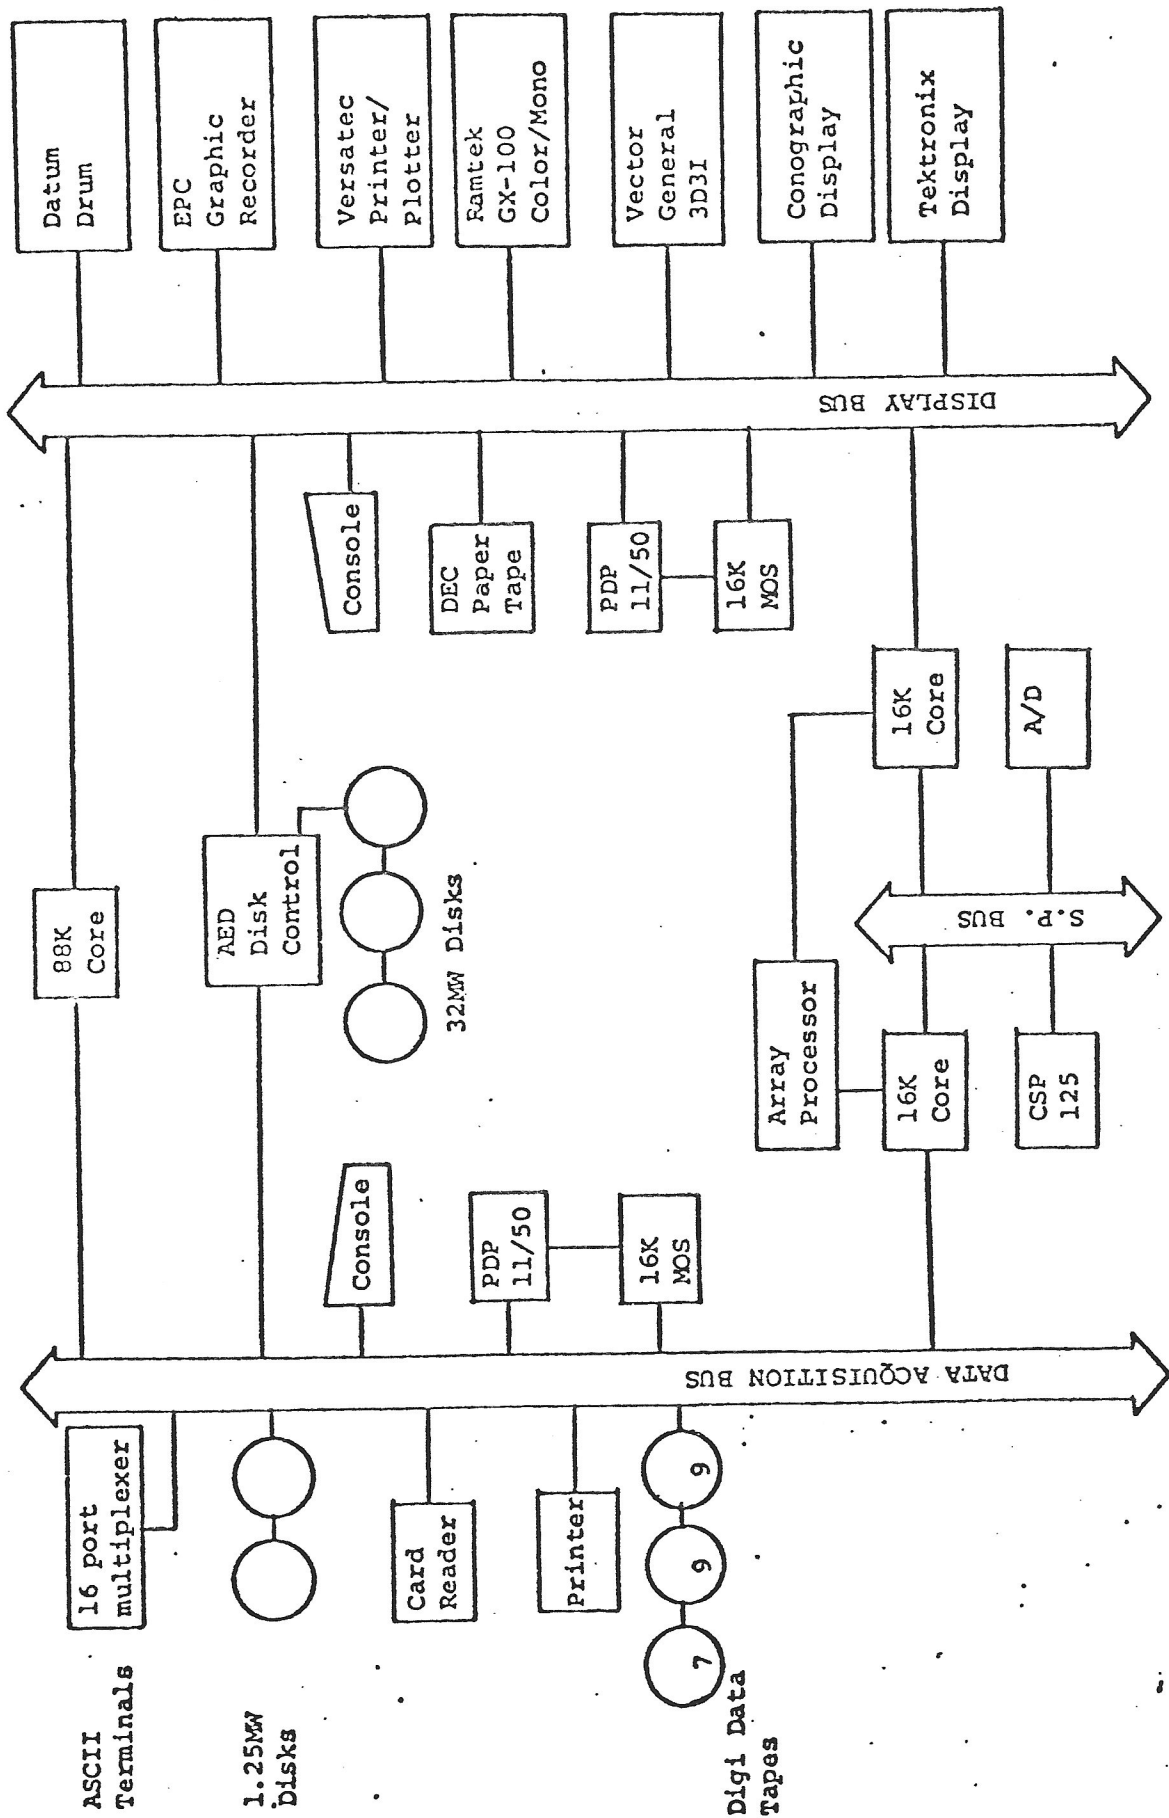 ASCII
Terminals
16 port
multiplexer
1.25MW
Disks
Card
Reader
Printer
Digi Data
Tapes
7
9
9
DATA ACQUISITION BUS
Console
PDP
11/50
16K
MOS
88K
Core
AED
Disk
Control
32MW Disks
Array
Processor
16K
Core
CSP
125
S.P. BUS
16K
Core
A/D
Console
DEC
Paper
Tape
PDP
11/50
16K
MOS
DISPLAY BUS
Datum
Drum
EPC
Graphic
Recorder
Versatec
Printer/
Plotter
Ramtek
GX-100
Color/Mono
Vector
General
3D3I
Conographic
Display
Tektronix
Display